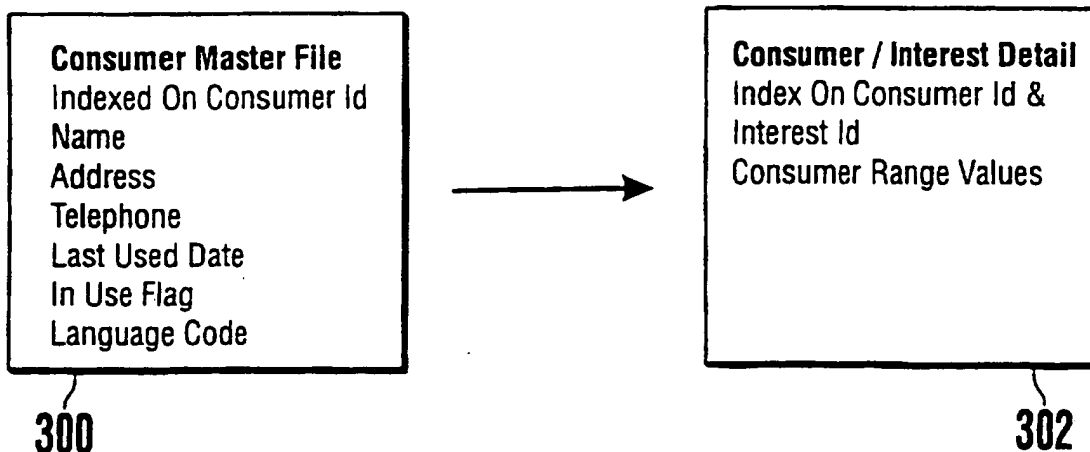 Consumer Master File
Indexed On Consumer Id
Name
Address
Telephone
Last Used Date
In Use Flag
Language Code
300
Consumer / Interest Detail
Index On Consumer Id &
Interest Id
Consumer Range Values
302